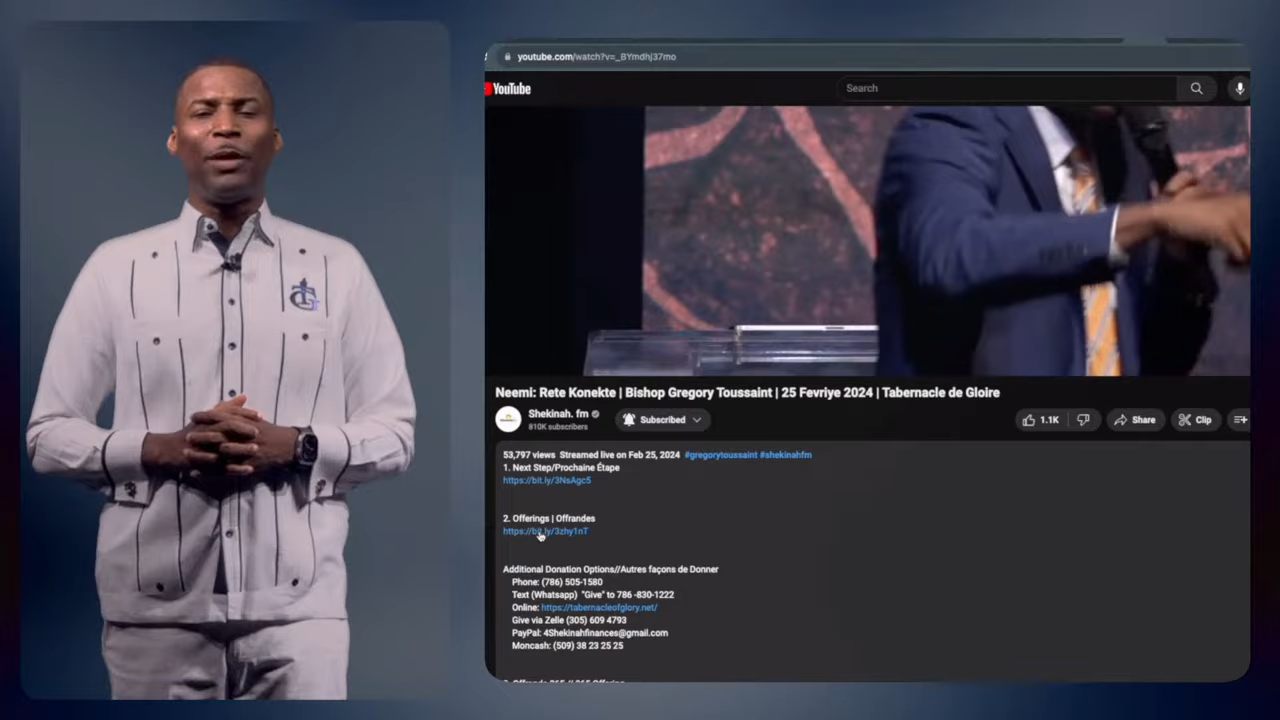 youtube.com/watch?v=_BYmdhj37mo
YouTube
Search
Neemi: Rete Konekte | Bishop Gregory Toussaint | 25 Fevriye 2024 | Tabernacle de Gloire
Shekinah. fm
810K subscribers
Subscribed
1.1K
Share
Clip
53,797 views Streamed live on Feb 25, 2024 #gregorytoussaint #shekinahfm
1. Next Step/Prochaine Étape
https://bit.ly/3NsAgc5
2. Offerings | Offrandes
https://bit.ly/3zhy1nT
Additional Donation Options//Autres façons de Donner
Phone: (786) 505-1580
Text (Whatsapp) "Give" to 786 -830-1222
Online: https://tabernacleofglory.net/
Give via Zelle (305) 609 4793
PayPal: 4Shekinahfinances@gmail.com
Moncash: (509) 38 23 25 25